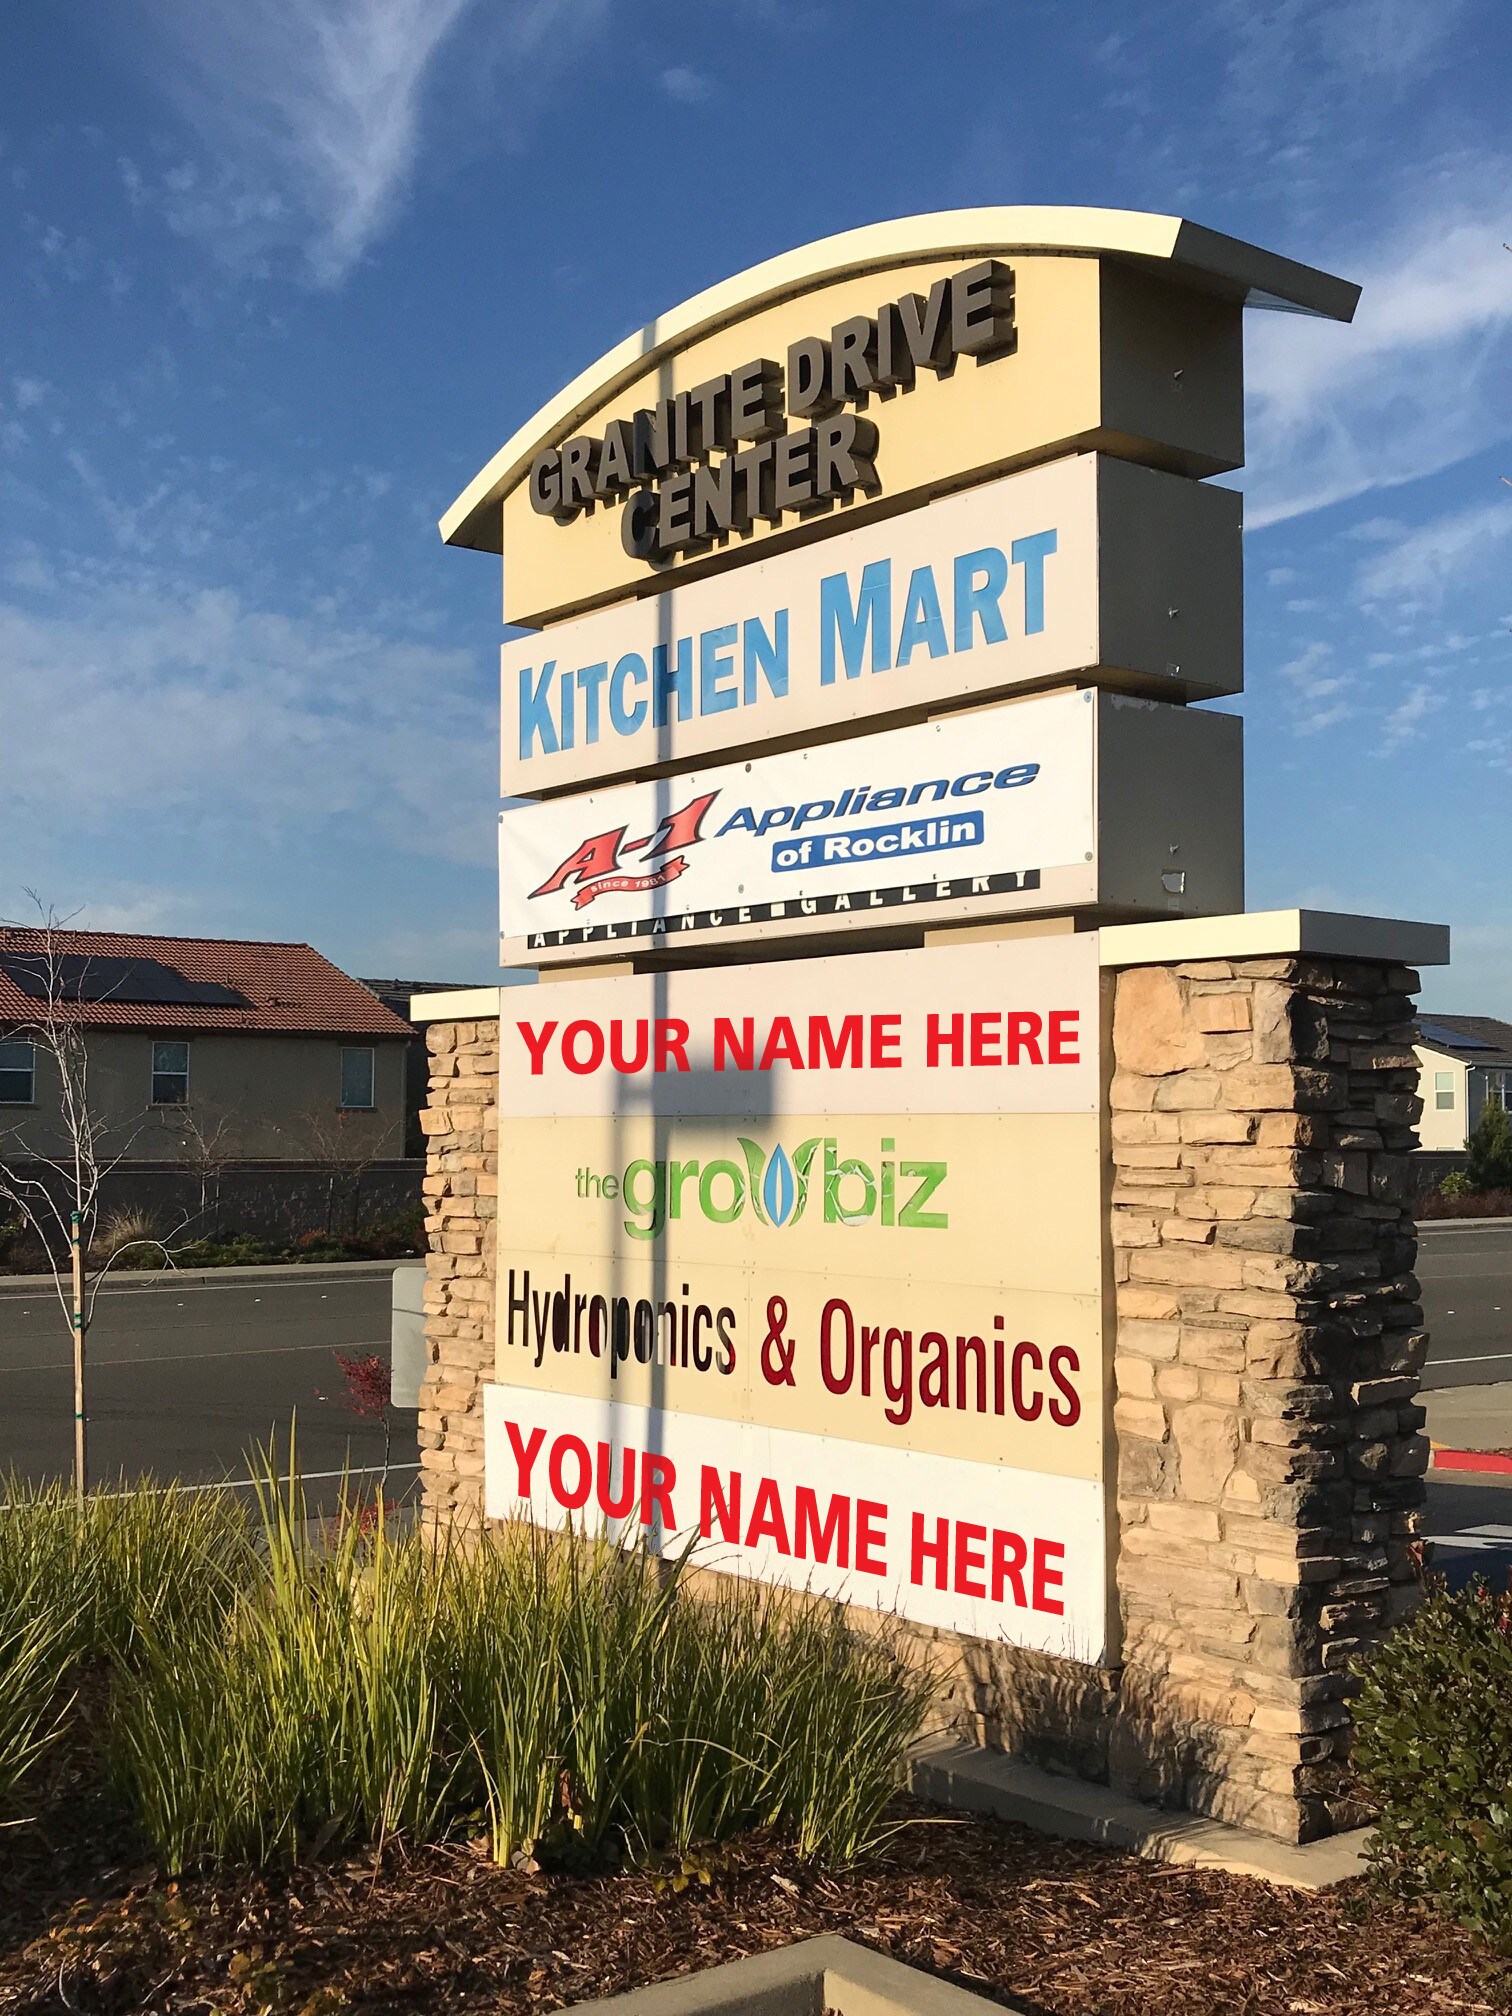 GRANITE DRIVE
CENTER
KITCHEN MART
A-1 Appliance
of Rocklin
since 1981
APPLIANCE GALLERY
YOUR NAME HERE
the growbiz
Hydroponics & Organics
YOUR NAME HERE